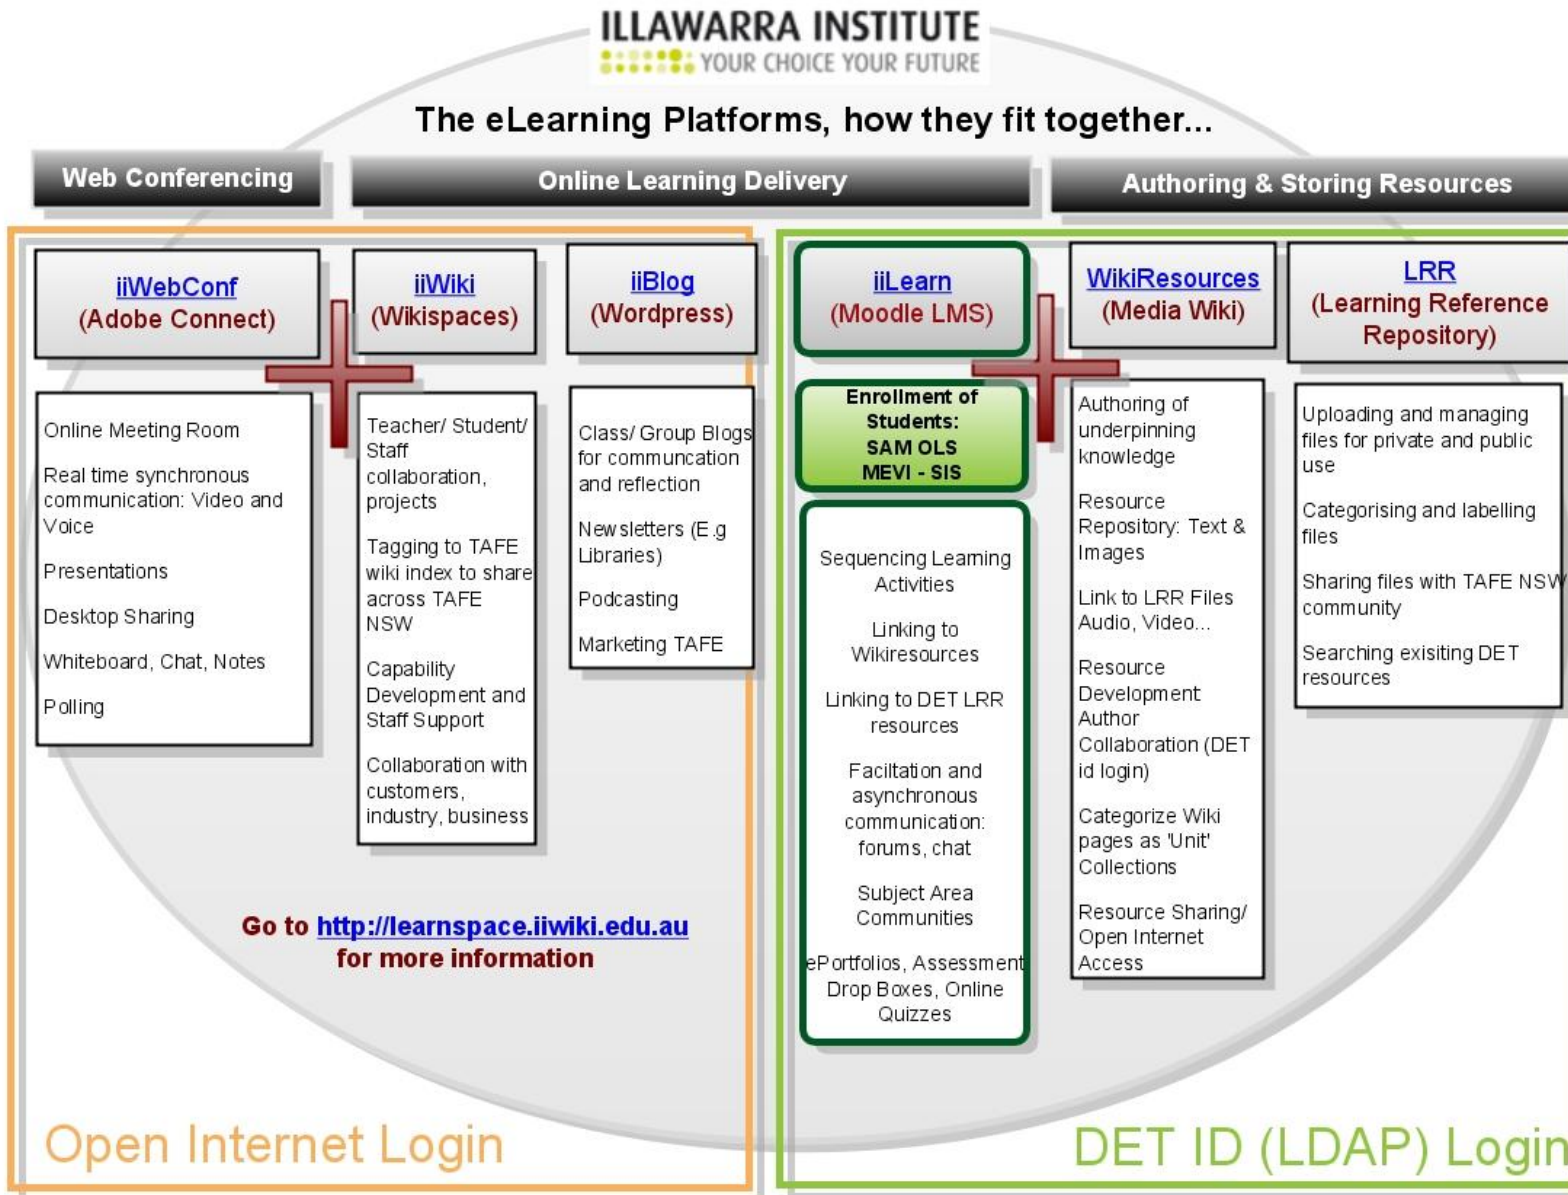 ILLAWARRA INSTITUTE
YOUR CHOICE YOUR FUTURE
The eLearning Platforms, how they fit together...
Web Conferencing
Online Learning Delivery
Authoring & Storing Resources
iiWebConf
(Adobe Connect)
Online Meeting Room
Real time synchronous
communication: Video and
Voice
Presentations
Desktop Sharing
Whiteboard, Chat, Notes
Polling
iiWiki
(Wikispaces)
Teacher/ Student/
Staff
collaboration,
projects
Tagging to TAFE
wiki index to share
across TAFE
NSW
Capability
Development and
Staff Support
Collaboration with
customers,
industry, business
iiBlog
(Wordpress)
Class/ Group Blogs
for communcation
and reflection
Newsletters (E.g
Libraries)
Podcasting
Marketing TAFE
Go to http://learnspace.iiwiki.edu.au
for more information
Open Internet Login
iiLearn
(Moodle LMS)
Enrollment of
Students:
SAM OLS
MEVI - SIS
Sequencing Learning
Activities
Linking to
Wikiresources
Linking to DET LRR
resources
Faciltation and
asynchronous
communication:
forums, chat
Subject Area
Communities
ePortfolios, Assessment
Drop Boxes, Online
Quizzes
WikiResources
(Media Wiki)
Authoring of
underpinning
knowledge
Resource
Repository: Text &
Images
Link to LRR Files
Audio, Video...
Resource
Development
Author
Collaboration (DET
id login)
Categorize Wiki
pages as 'Unit'
Collections
Resource Sharing/
Open Internet
Access
LRR
(Learning Reference
Repository)
Uploading and managing
files for private and public
use
Categorising and labelling
files
Sharing files with TAFE NSW
community
Searching exisiting DET
resources
DET ID (LDAP) Login